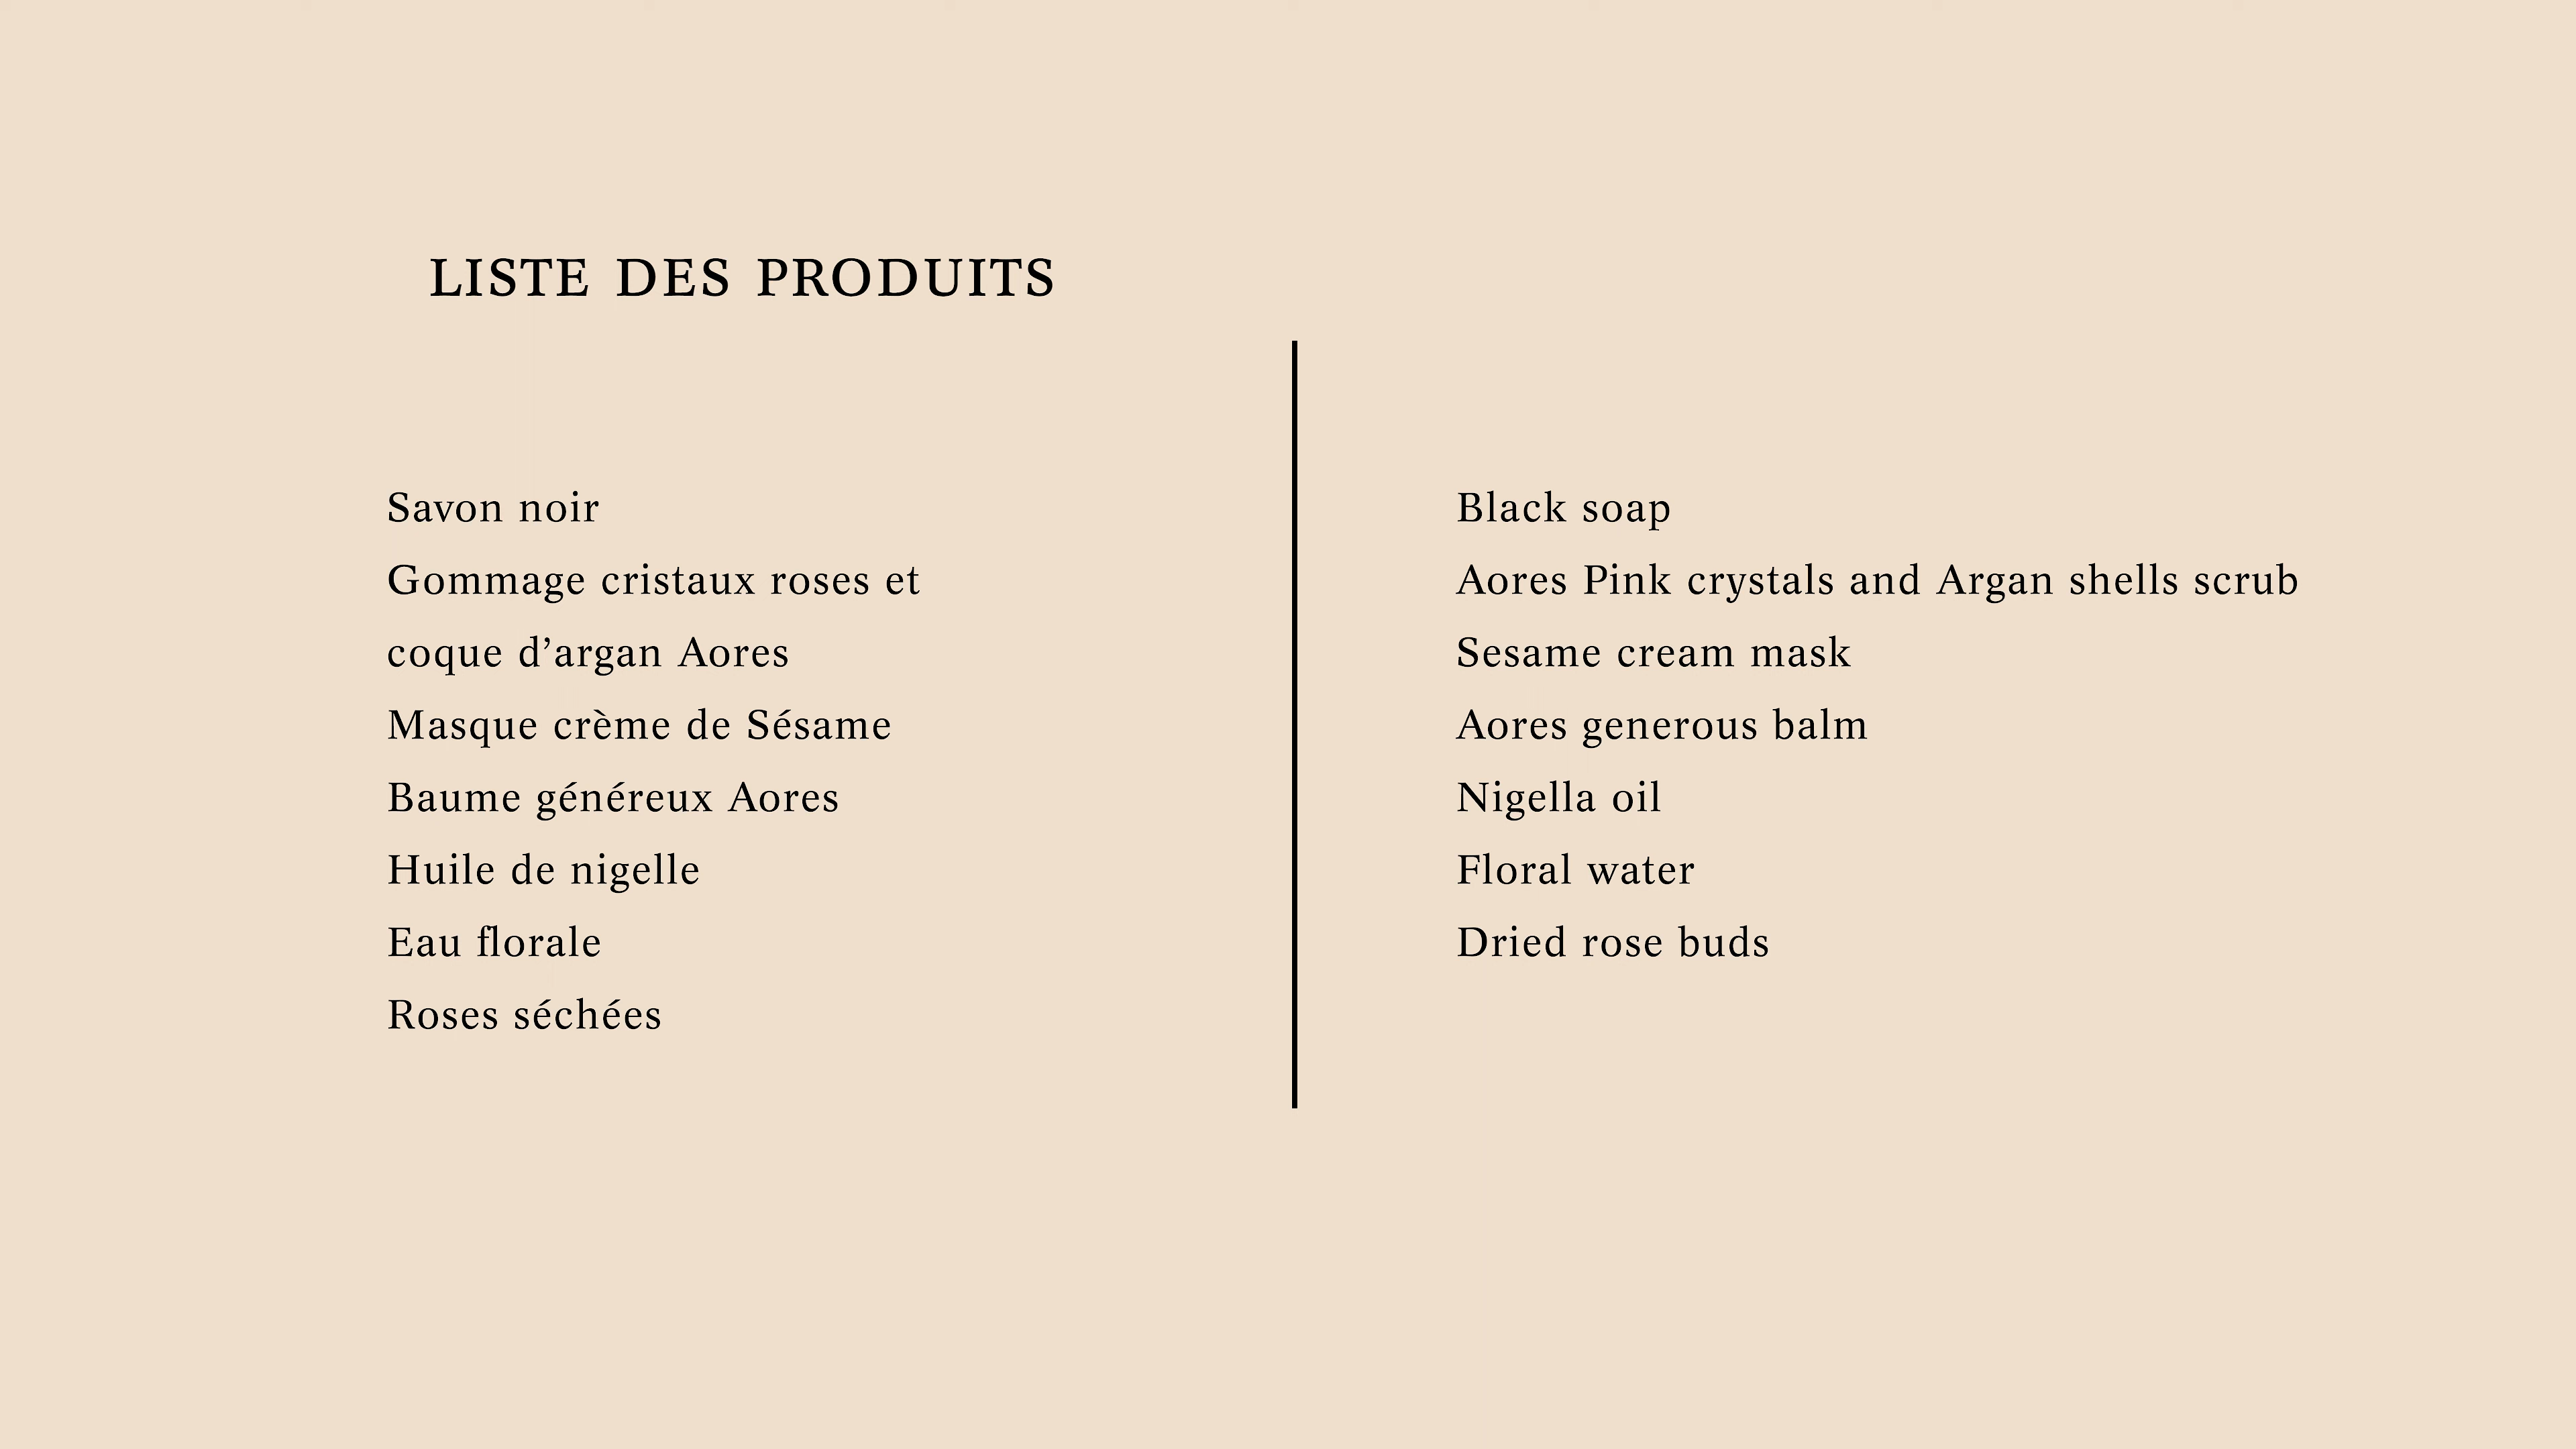 LISTE DES PRODUITS
Savon noir
Gommage cristaux roses et
coque d’argan Aores
Masque crème de Sésame
Baume généreux Aores
Huile de nigelle
Eau florale
Roses séchées
Black soap
Aores Pink crystals and Argan shells scrub
Sesame cream mask
Aores generous balm
Nigella oil
Floral water
Dried rose buds